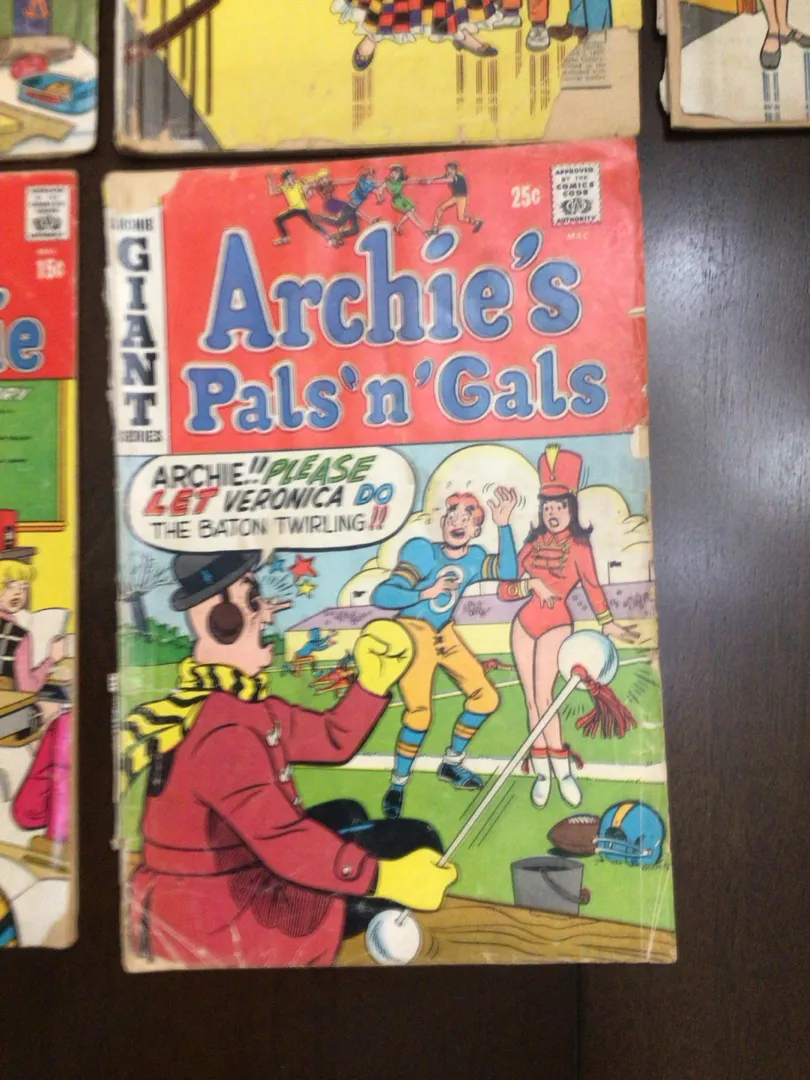 25¢
APPROVED
BY THE
COMICS
CODE
AUTHORITY
MAC
ARCHIE
GIANT
SERIES
Archie's
Pals 'n' Gals
ARCHIE!! PLEASE
LET VERONICA DO
THE BATON TWIRLING!!
15¢
ie